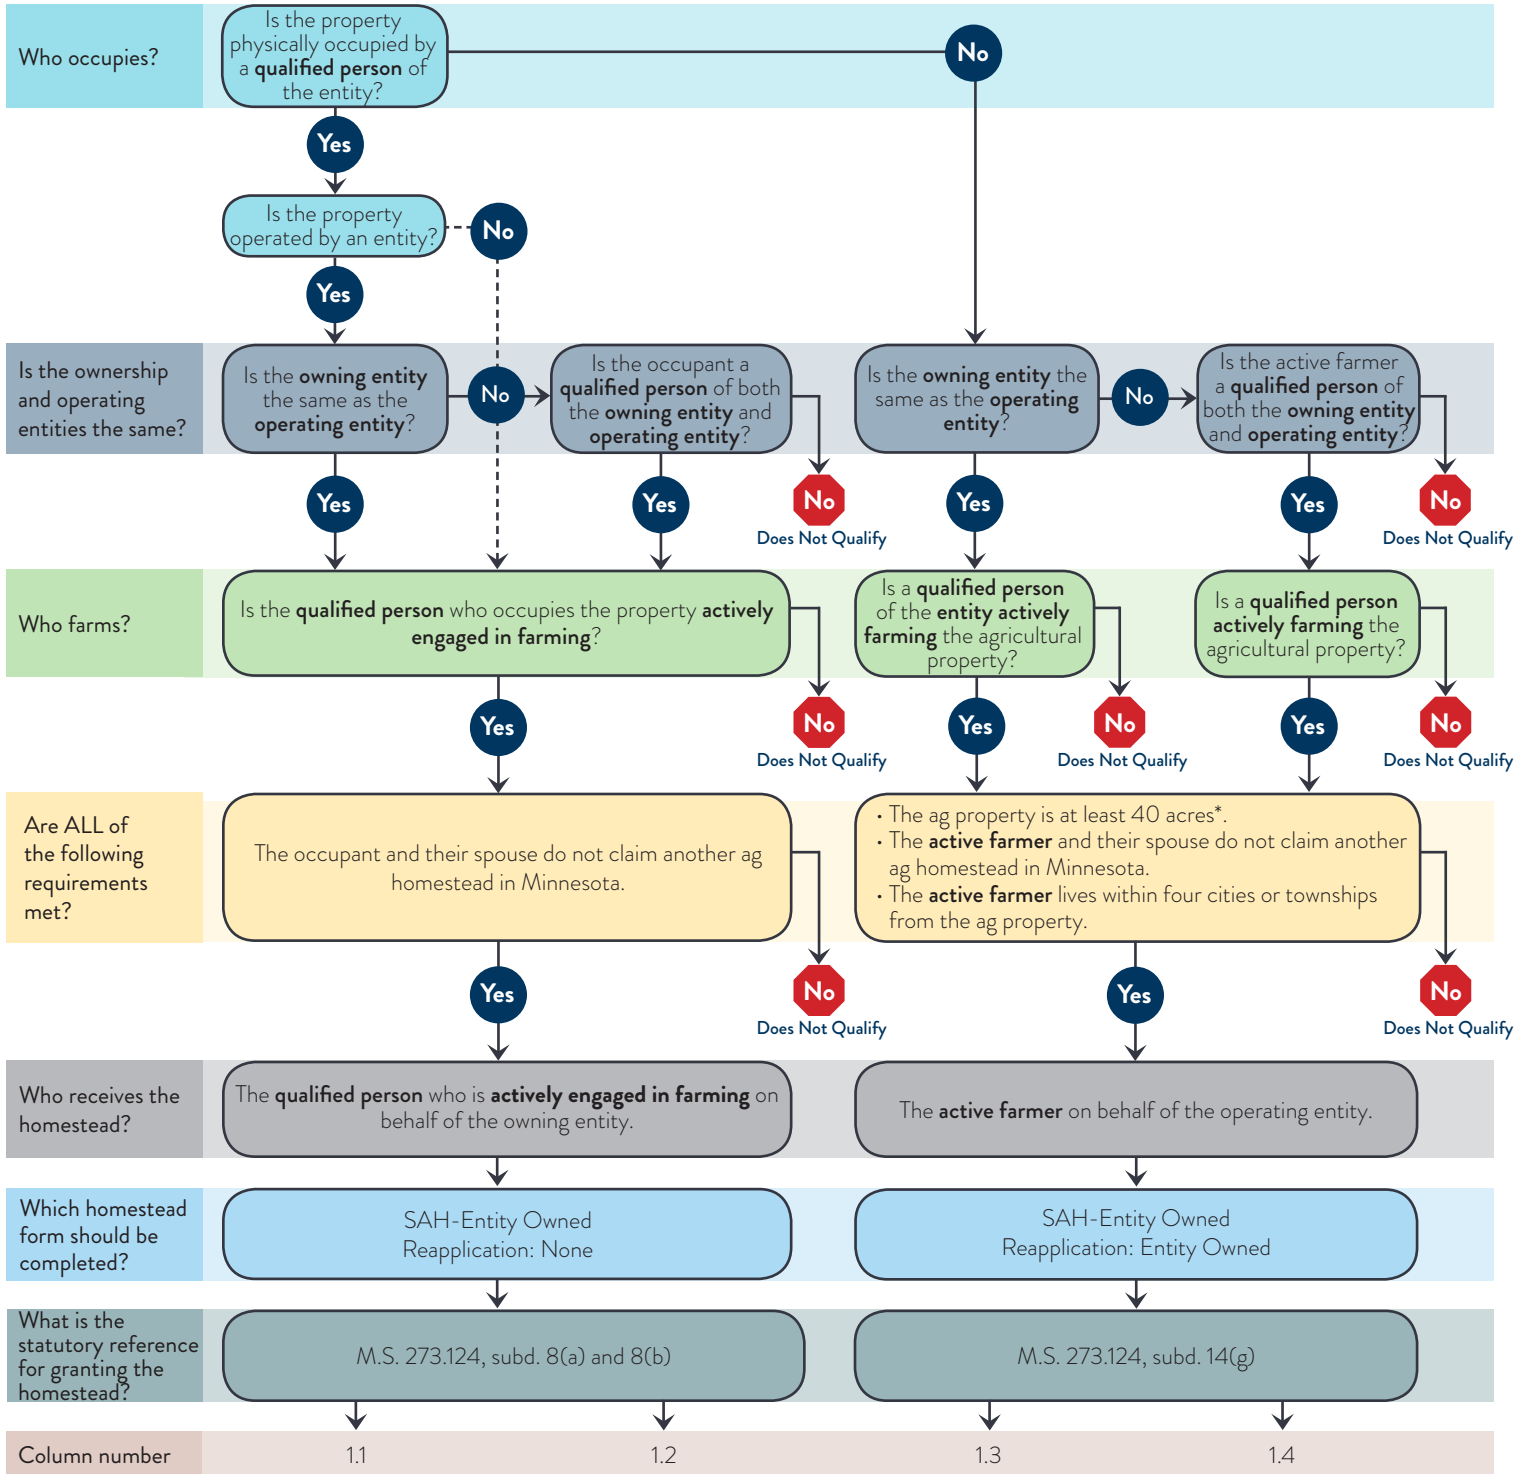 Who occupies?
Is the property
physically occupied by
a qualified person of
the entity?
No
Yes
Is the property
operated by an entity?
No
Yes
Is the ownership
and operating
entities the same?
Is the owning entity
the same as the
operating entity?
No
Is the occupant a
qualified person of both
the owning entity and
operating entity?
Is the owning entity the
same as the operating
entity?
No
Is the active farmer
a qualified person of
both the owning entity
and operating entity?
Yes
Yes
No
Does Not Qualify
Yes
Yes
No
Does Not Qualify
Who farms?
Is the qualified person who occupies the property actively
engaged in farming?
Is a qualified person
of the entity actively
farming the agricultural
property?
Is a qualified person
actively farming the
agricultural property?
Yes
No
Does Not Qualify
Yes
No
Does Not Qualify
Yes
No
Does Not Qualify
Are ALL of
the following
requirements
met?
The occupant and their spouse do not claim another ag
homestead in Minnesota.
• The ag property is at least 40 acres*.
• The active farmer and their spouse do not claim another
ag homestead in Minnesota.
• The active farmer lives within four cities or townships
from the ag property.
Yes
No
Does Not Qualify
Yes
No
Does Not Qualify
Who receives the
homestead?
The qualified person who is actively engaged in farming on
behalf of the owning entity.
The active farmer on behalf of the operating entity.
Which homestead
form should be
completed?
SAH-Entity Owned
Reapplication: None
SAH-Entity Owned
Reapplication: Entity Owned
What is the
statutory reference
for granting the
homestead?
M.S. 273.124, subd. 8(a) and 8(b)
M.S. 273.124, subd. 14(g)
Column number
1.1
1.2
1.3
1.4